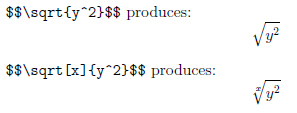 $$\sqrt{y^2}$$ produces:
√y²
$$\sqrt[x]{y^2}$$ produces:
ˣ√y²